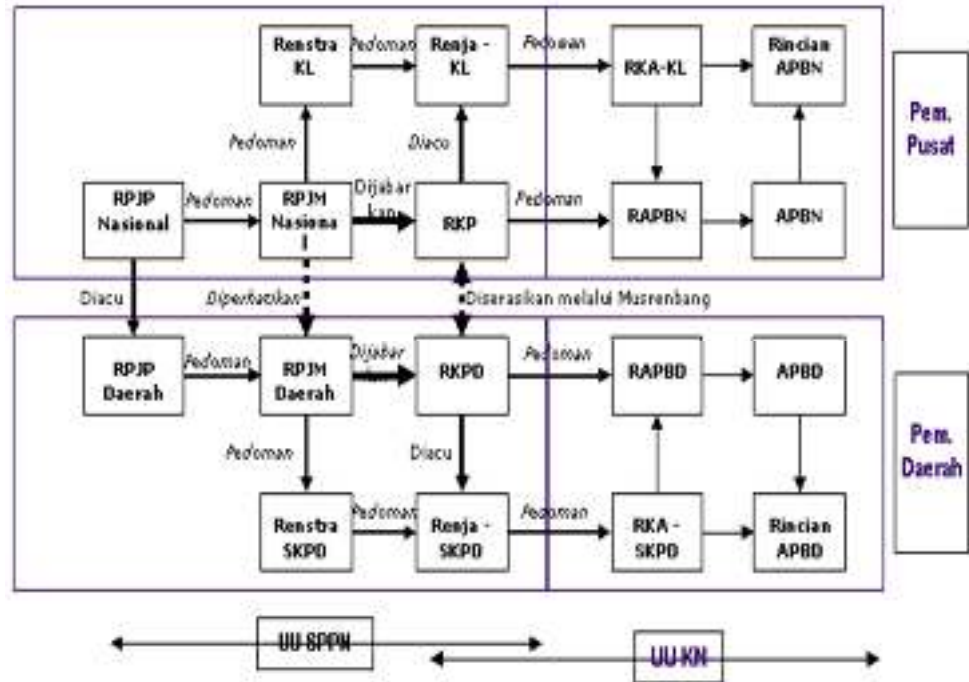 Renstra
KL
Pedoman
Renja -
KL
Pedoman
RKA-KL
Rincian
APBN
Pem.
Pusat
Pedoman
Diacu
RPJP
Nasional
Pedoman
RPJM
Nasiona
Dijabar
kan
RKP
Pedoman
RAPBN
APBN
Diacu
Diperhatikan
Diserasikan melalui Musrenbang
RPJP
Daerah
Pedoman
RPJM
Daerah
Dijabar
RKPD
Pedoman
RAPBD
APBD
Pem.
Daerah
Pedoman
Diacu
Renstra
SKPD
Pedoman
Renja -
SKPD
Pedoman
RKA -
SKPD
Rincian
APBD
UU SPPN
UU KN